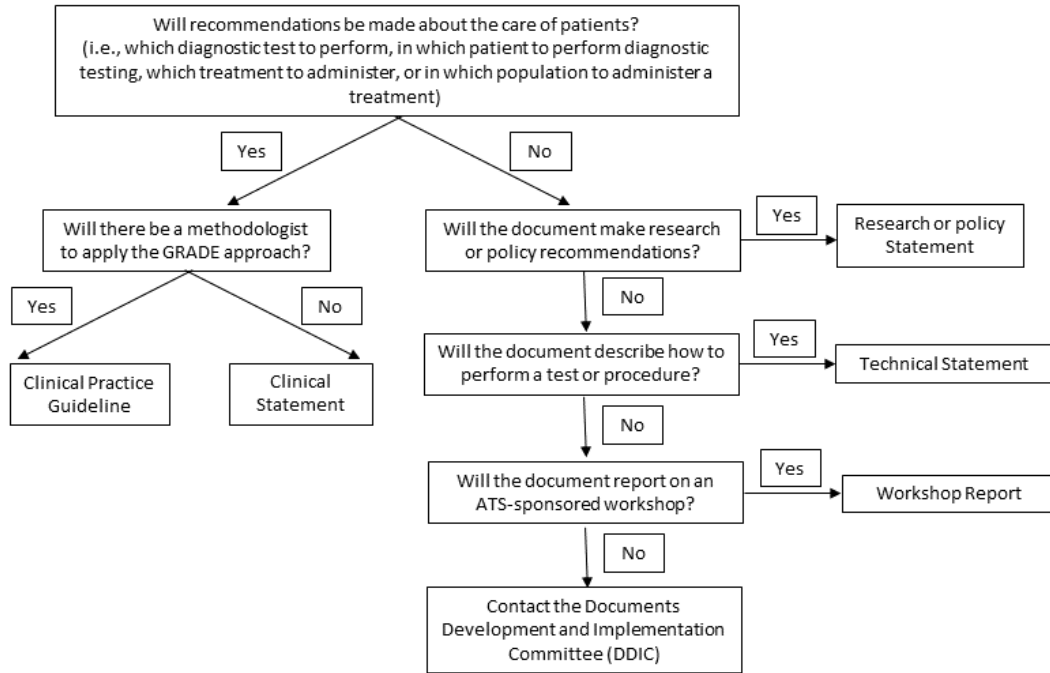 Will recommendations be made about the care of patients?
(i.e., which diagnostic test to perform, in which patient to perform diagnostic
testing, which treatment to administer, or in which population to administer a
treatment)
Yes
No
Will there be a methodologist
to apply the GRADE approach?
Will the document make research
or policy recommendations?
Yes
Research or policy
Statement
Yes
No
No
Clinical Practice
Guideline
Clinical
Statement
Will the document describe how to
perform a test or procedure?
Yes
Technical Statement
No
Will the document report on an
ATS-sponsored workshop?
Yes
Workshop Report
No
Contact the Documents
Development and Implementation
Committee (DDIC)